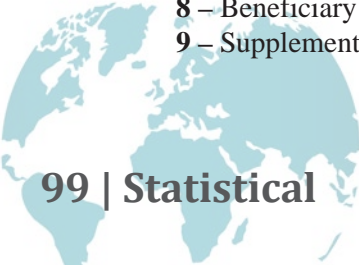 8 – Beneficiary
9 – Supplement
99 | Statistical